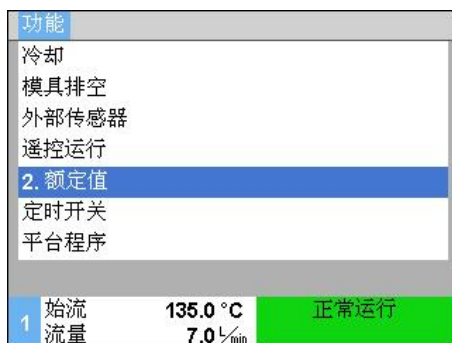 功能
冷却
模具排空
外部传感器
遥控运行
2. 额定值
定时开关
平台程序
1 始流 135.0 °C 正常运行
流量 7.0 L/min